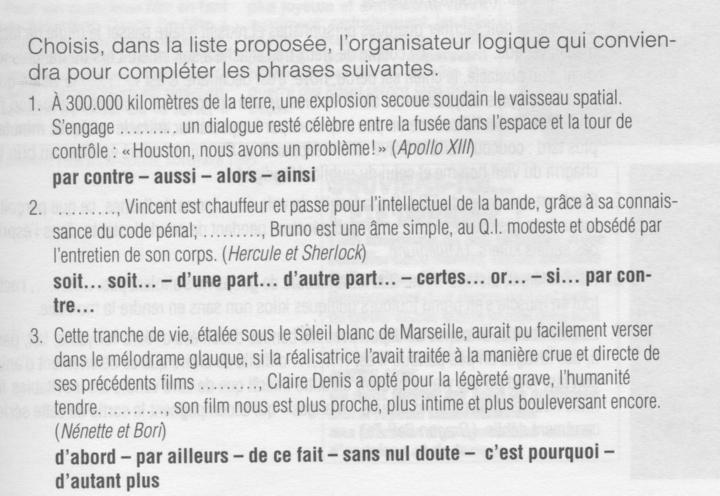 Choisis, dans la liste proposée, l'organisateur logique qui convien-
dra pour compléter les phrases suivantes.
1. À 300.000 kilomètres de la terre, une explosion secoue soudain le vaisseau spatial.
S'engage ........, un dialogue resté célèbre entre la fusée dans l'espace et la tour de
contrôle : «Houston, nous avons un problème!» (Apollo XIII)
par contre – aussi – alors – ainsi
2. ........, Vincent est chauffeur et passe pour l'intellectuel de la bande, grâce à sa connais-
sance du code pénal; ........, Bruno est une âme simple, au Q.I. modeste et obsédé par
l'entretien de son corps. (Hercule et Sherlock)
soit... soit... – d'une part... d'autre part... – certes... or... – si... par con-
tre...
3. Cette tranche de vie, étalée sous le soleil blanc de Marseille, aurait pu facilement verser
dans le mélodrame glauque, si la réalisatrice l'avait traitée à la manière crue et directe de
ses précédents films ........, Claire Denis a opté pour la légèreté grave, l'humanité
tendre ........, son film nous est plus proche, plus intime et plus bouleversant encore.
(Nénette et Bori)
d'abord – par ailleurs – de ce fait – sans nul doute – c'est pourquoi –
d'autant plus